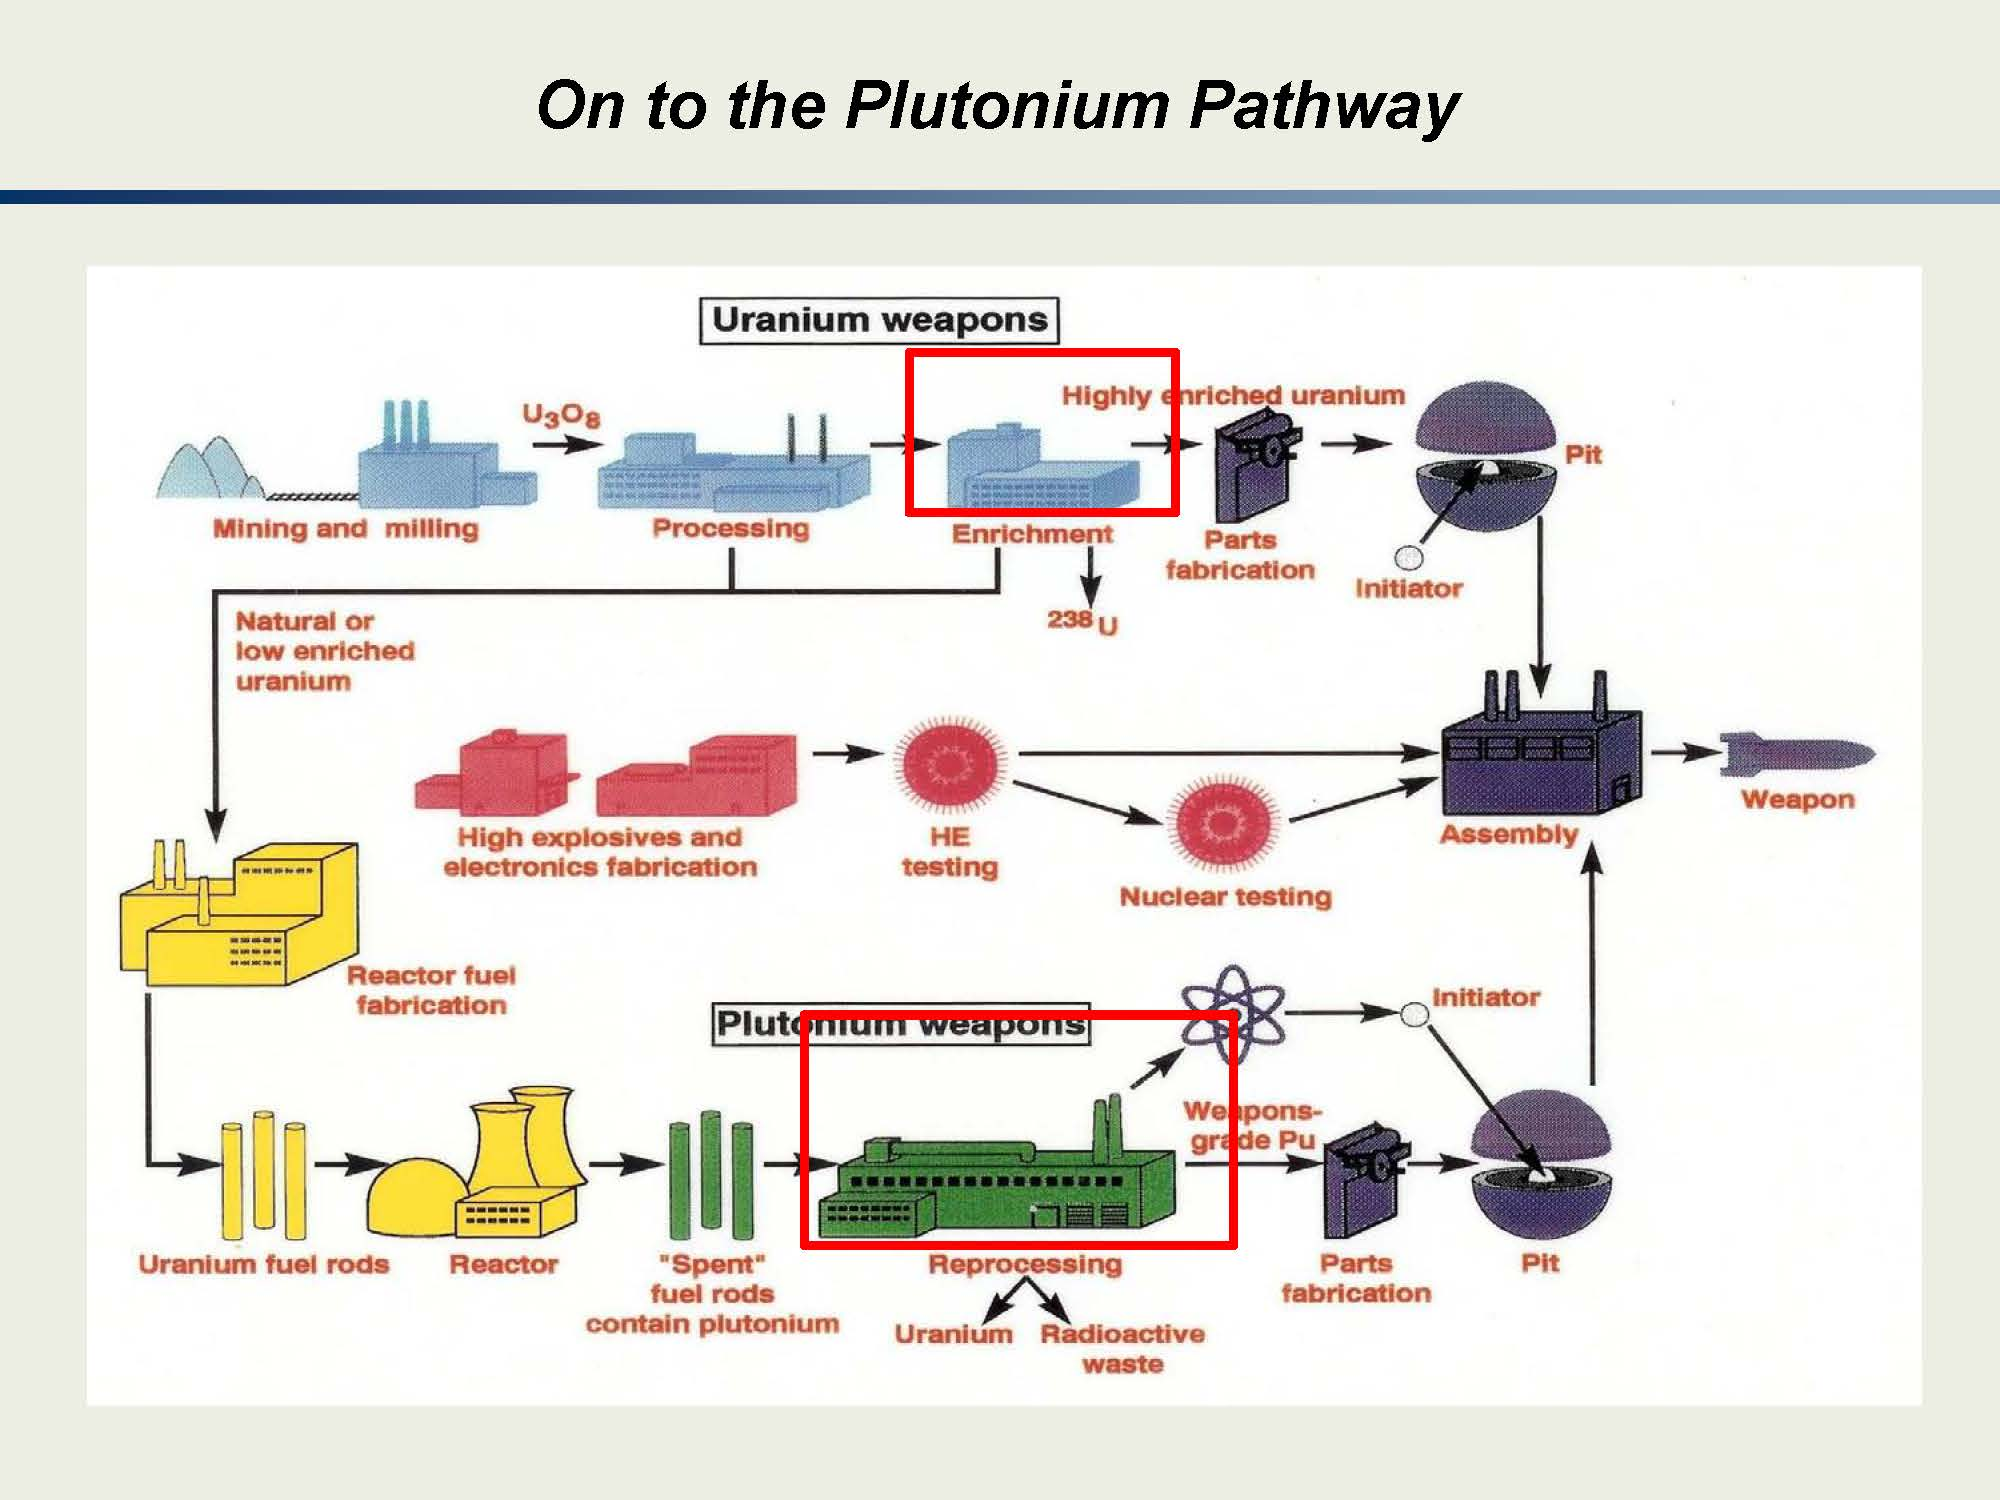 On to the Plutonium Pathway
Uranium weapons
Highly enriched uranium
U3O8
Pit
Mining and milling
Processing
Enrichment
Parts
fabrication
Initiator
238U
Natural or
low enriched
uranium
High explosives and
electronics fabrication
HE
testing
Nuclear testing
Assembly
Weapon
Reactor fuel
fabrication
Plutonium weapons
Initiator
Weapons-
grade Pu
Uranium fuel rods
Reactor
"Spent"
fuel rods
contain plutonium
Reprocessing
Uranium
Radioactive
waste
Parts
fabrication
Pit